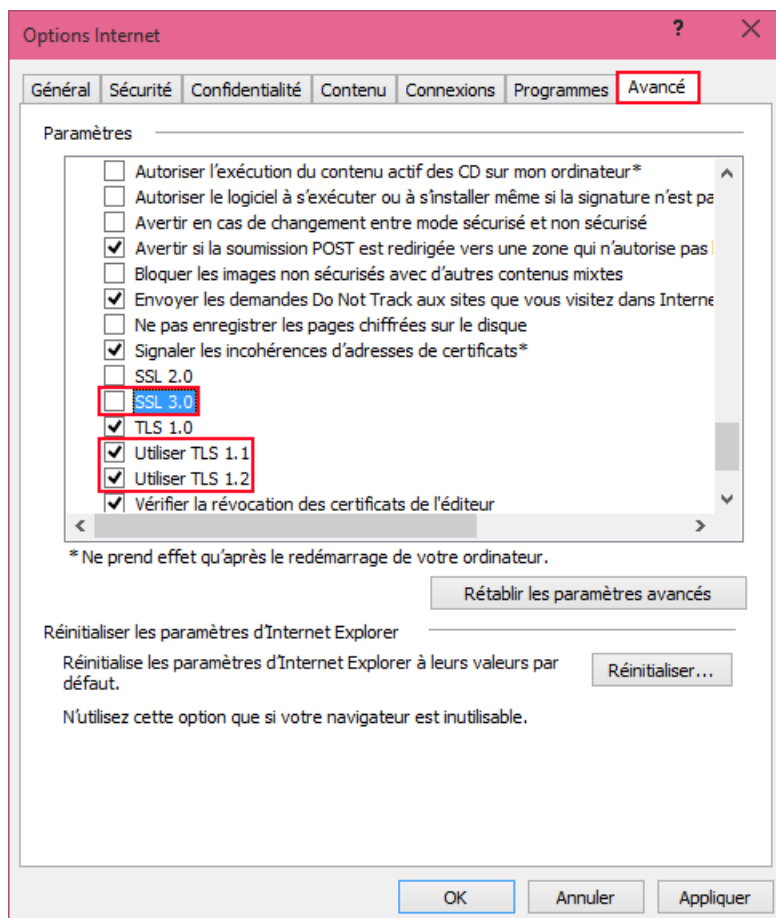 Options Internet
?
Général Sécurité Confidentialité Contenu Connexions Programmes Avancé
Paramètres
Autoriser l’exécution du contenu actif des CD sur mon ordinateur*
Autoriser le logiciel à s’exécuter ou à s’installer même si la signature n’est pa
Avertir en cas de changement entre mode sécurisé et non sécurisé
Avertir si la soumission POST est redirigée vers une zone qui n’autorise pas
Bloquer les images non sécurisés avec d’autres contenus mixtes
Envoyer les demandes Do Not Track aux sites que vous visitez dans Interne
Ne pas enregistrer les pages chiffrées sur le disque
Signaler les incohérences d’adresses de certificats*
SSL 2.0
SSL 3.0
TLS 1.0
Utiliser TLS 1.1
Utiliser TLS 1.2
Vérifier la révocation des certificats de l'éditeur
* Ne prend effet qu’après le redémarrage de votre ordinateur.
Rétablir les paramètres avancés
Réinitialiser les paramètres d’Internet Explorer
Réinitialise les paramètres d’Internet Explorer à leurs valeurs par
défaut.
Réinitialiser...
N’utilisez cette option que si votre navigateur est inutilisable.
OK Annuler Appliquer